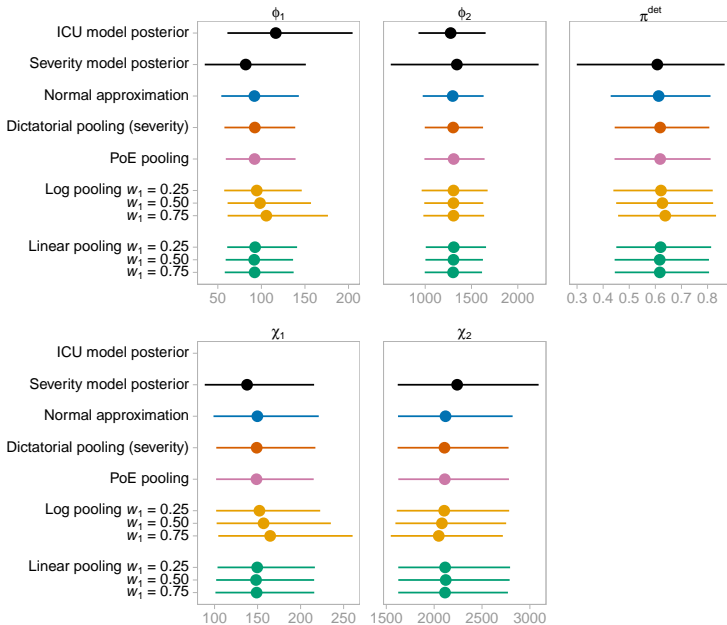 ϕ1 ϕ2 π^det
ICU model posterior
Severity model posterior
Normal approximation
Dictatorial pooling (severity)
PoE pooling
Log pooling w1 = 0.25
w1 = 0.50
w1 = 0.75
Linear pooling w1 = 0.25
w1 = 0.50
w1 = 0.75
50 100 150 200 1000 1500 2000 0.3 0.4 0.5 0.6 0.7 0.8
χ1 χ2
ICU model posterior
Severity model posterior
Normal approximation
Dictatorial pooling (severity)
PoE pooling
Log pooling w1 = 0.25
w1 = 0.50
w1 = 0.75
Linear pooling w1 = 0.25
w1 = 0.50
w1 = 0.75
100 150 200 250 1500 2000 2500 3000